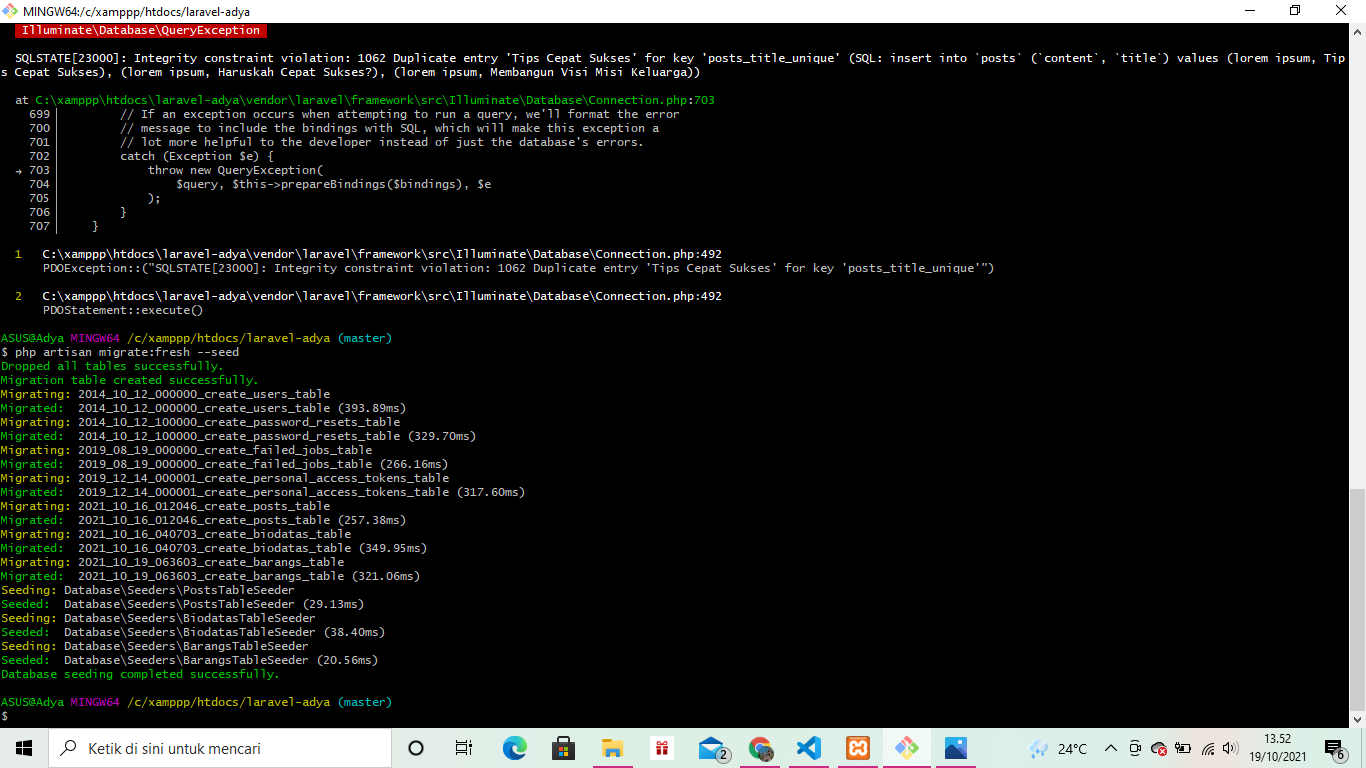 MINGW64:/c/xamppp/htdocs/laravel-adya
Illuminate\Database\QueryException
SQLSTATE[23000]: Integrity constraint violation: 1062 Duplicate entry 'Tips Cepat Sukses' for key 'posts_title_unique' (SQL: insert into `posts` (`content`, `title`) values (lorem ipsum, Tip
s Cepat Sukses), (lorem ipsum, Haruskah Cepat Sukses?), (lorem ipsum, Membangun Visi Misi Keluarga))
at C:\xamppp\htdocs\laravel-adya\vendor\laravel\framework\src\Illuminate\Database\Connection.php:703
699 // If an exception occurs when attempting to run a query, we'll format the error
700 // message to include the bindings with SQL, which will make this exception a
701 // lot more helpful to the developer instead of just the database's errors.
702 catch (Exception $e) {
→ 703 throw new QueryException(
704 $query, $this->prepareBindings($bindings), $e
705 );
706 }
707 }
1 C:\xamppp\htdocs\laravel-adya\vendor\laravel\framework\src\Illuminate\Database\Connection.php:492
PDOException::("SQLSTATE[23000]: Integrity constraint violation: 1062 Duplicate entry 'Tips Cepat Sukses' for key 'posts_title_unique'")
2 C:\xamppp\htdocs\laravel-adya\vendor\laravel\framework\src\Illuminate\Database\Connection.php:492
PDOStatement::execute()
ASUS@Adya MINGW64 /c/xamppp/htdocs/laravel-adya (master)
$ php artisan migrate:fresh --seed
Dropped all tables successfully.
Migration table created successfully.
Migrating: 2014_10_12_000000_create_users_table
Migrated: 2014_10_12_000000_create_users_table (393.89ms)
Migrating: 2014_10_12_100000_create_password_resets_table
Migrated: 2014_10_12_100000_create_password_resets_table (329.70ms)
Migrating: 2019_08_19_000000_create_failed_jobs_table
Migrated: 2019_08_19_000000_create_failed_jobs_table (266.16ms)
Migrating: 2019_12_14_000001_create_personal_access_tokens_table
Migrated: 2019_12_14_000001_create_personal_access_tokens_table (317.60ms)
Migrating: 2021_10_16_012046_create_posts_table
Migrated: 2021_10_16_012046_create_posts_table (257.38ms)
Migrating: 2021_10_16_040703_create_biodatas_table
Migrated: 2021_10_16_040703_create_biodatas_table (349.95ms)
Migrating: 2021_10_19_063603_create_barangs_table
Migrated: 2021_10_19_063603_create_barangs_table (321.06ms)
Seeding: Database\Seeders\PostsTableSeeder
Seeded: Database\Seeders\PostsTableSeeder (29.13ms)
Seeding: Database\Seeders\BiodatasTableSeeder
Seeded: Database\Seeders\BiodatasTableSeeder (38.40ms)
Seeding: Database\Seeders\BarangsTableSeeder
Seeded: Database\Seeders\BarangsTableSeeder (20.56ms)
Database seeding completed successfully.
ASUS@Adya MINGW64 /c/xamppp/htdocs/laravel-adya (master)
$
Ketik di sini untuk mencari
2
24°C
13.52
19/10/2021
6